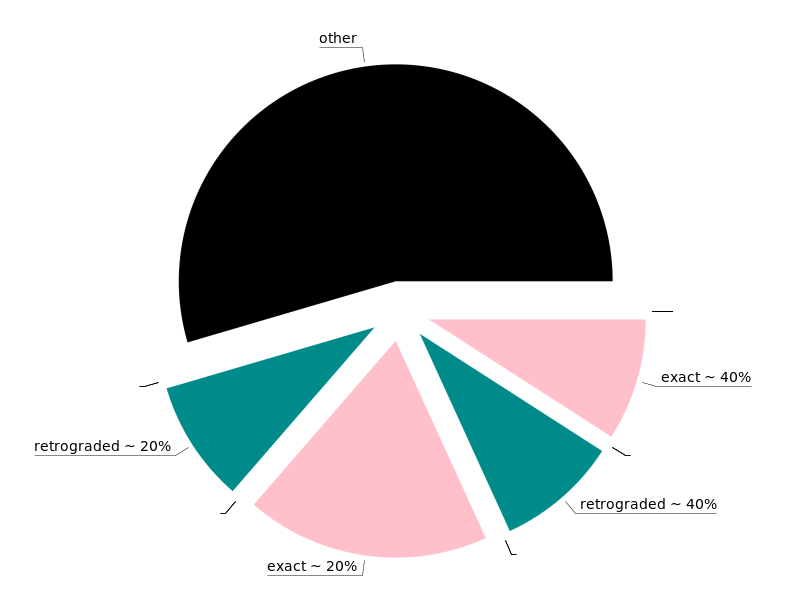 other
exact ~ 40%
retrograded ~ 20%
retrograded ~ 40%
exact ~ 20%